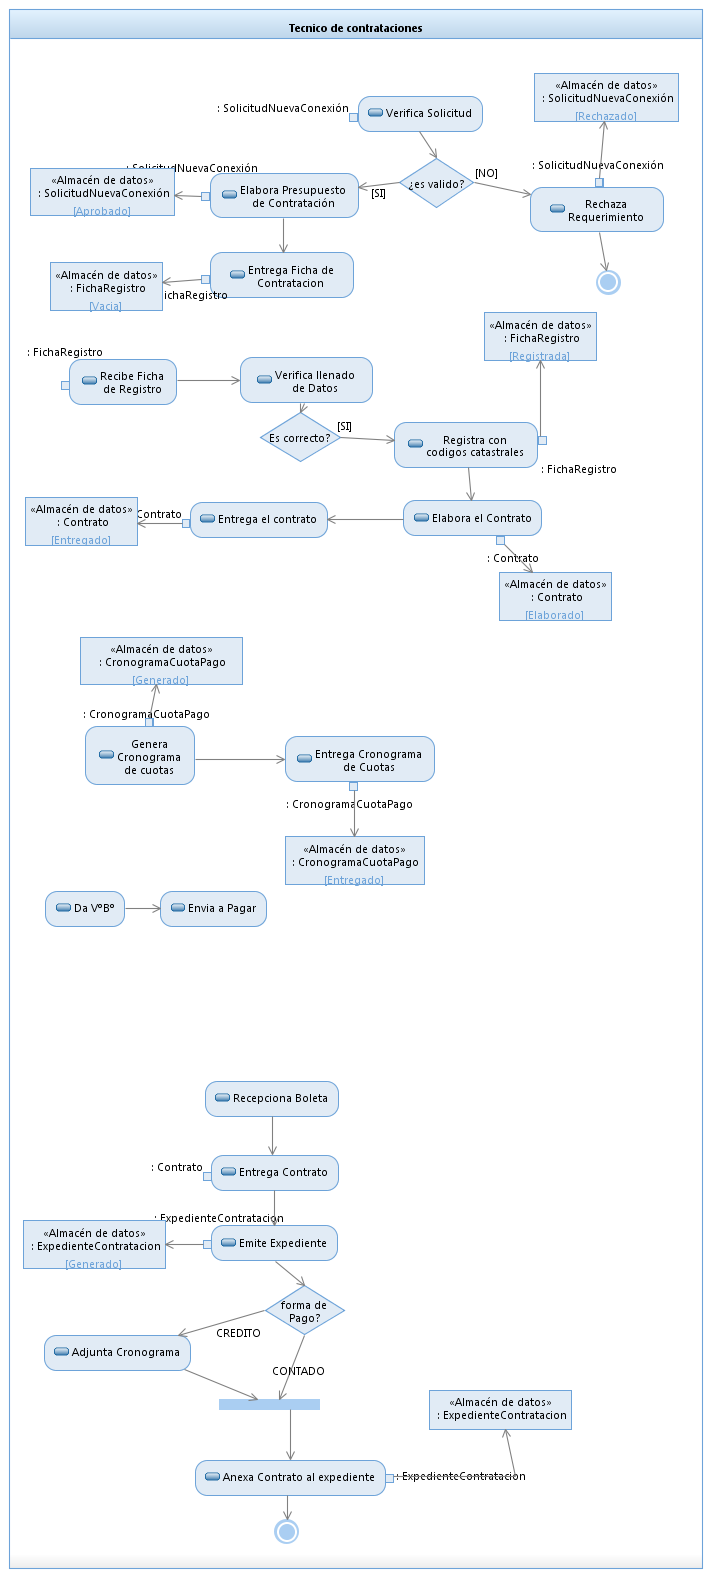 Tecnico de contrataciones
«Almacén de datos»
: SolicitudNuevaConexión
[Rechazado]
: SolicitudNuevaConexión
Verifica Solicitud
: SolicitudNuevaConexión
: SolicitudNuevaConexión
[NO]
«Almacén de datos»
: SolicitudNuevaConexión
[Aprobado]
Elabora Presupuesto
de Contratación
¿es valido?
[SI]
Rechaza
Requerimiento
«Almacén de datos»
: FichaRegistro
[Vacia]
ichaRegistro
Entrega Ficha de
Contratacion
«Almacén de datos»
: FichaRegistro
[Registrada]
: FichaRegistro
Recibe Ficha
de Registro
Verifica llenado
de Datos
Es correcto?
[SI]
Registra con
codigos catastrales
: FichaRegistro
«Almacén de datos»
: Contrato
[Entregado]
Contrato
Entrega el contrato
Elabora el Contrato
: Contrato
«Almacén de datos»
: Contrato
[Elaborado]
«Almacén de datos»
: CronogramaCuotaPago
[Generado]
: CronogramaCuotaPago
Genera
Cronograma
de cuotas
Entrega Cronograma
de Cuotas
: CronogramaCuotaPago
«Almacén de datos»
: CronogramaCuotaPago
[Entregado]
Da VºBº
Envia a Pagar
Recepciona Boleta
: Contrato
Entrega Contrato
: ExpedienteContratacion
«Almacén de datos»
: ExpedienteContratacion
[Generado]
Emite Expediente
forma de
Pago?
CREDITO
Adjunta Cronograma
CONTADO
«Almacén de datos»
: ExpedienteContratacion
Anexa Contrato al expediente
: ExpedienteContratacion